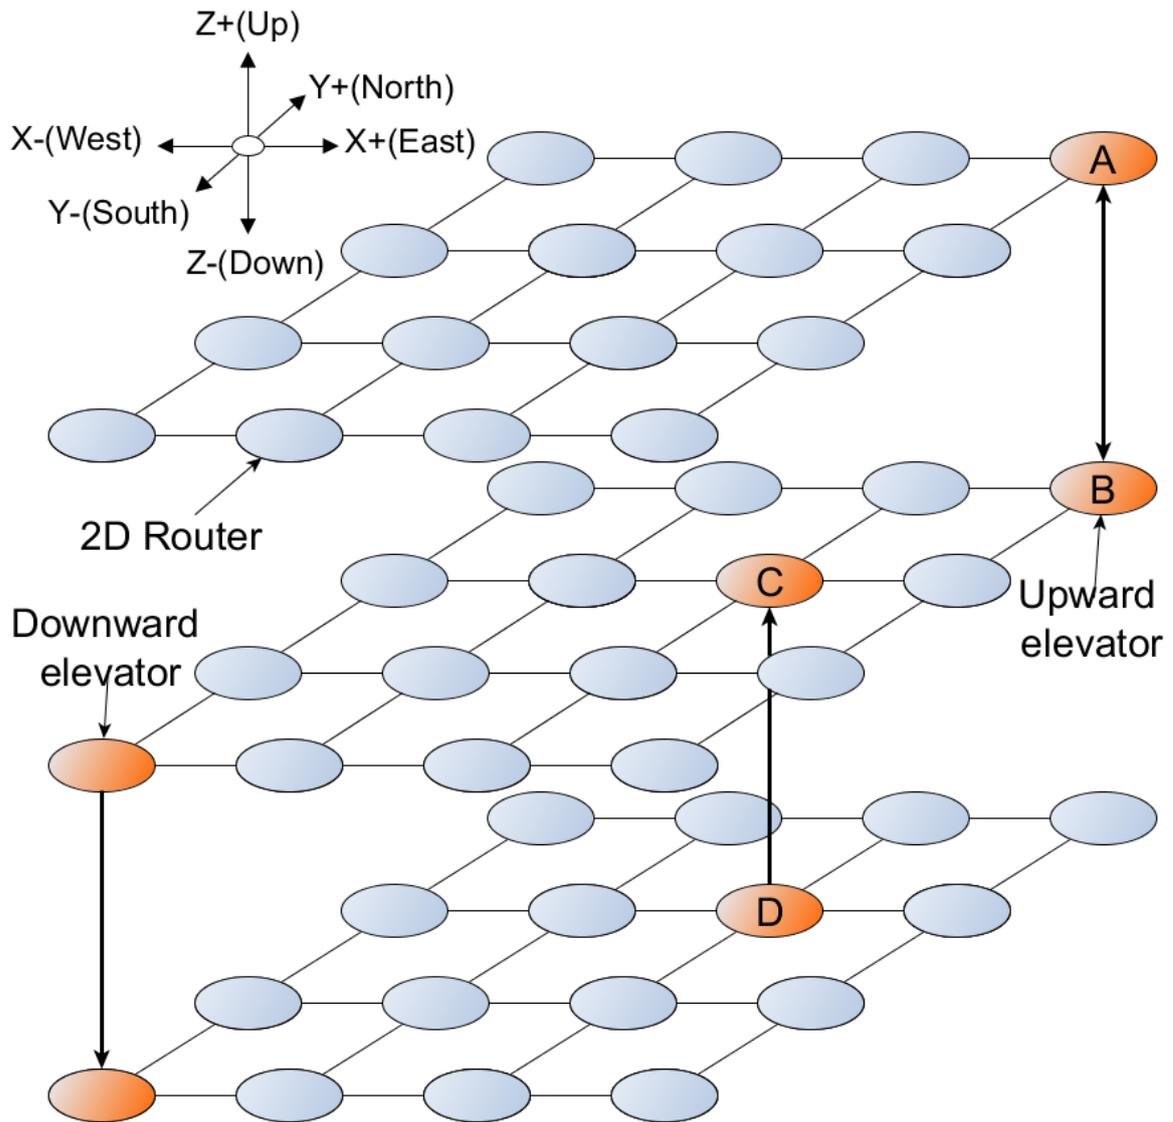 Z+(Up)
Y+(North)
X-(West)
X+(East)
Y-(South)
Z-(Down)
A
2D Router
B
C
Downward
elevator
Upward
elevator
D